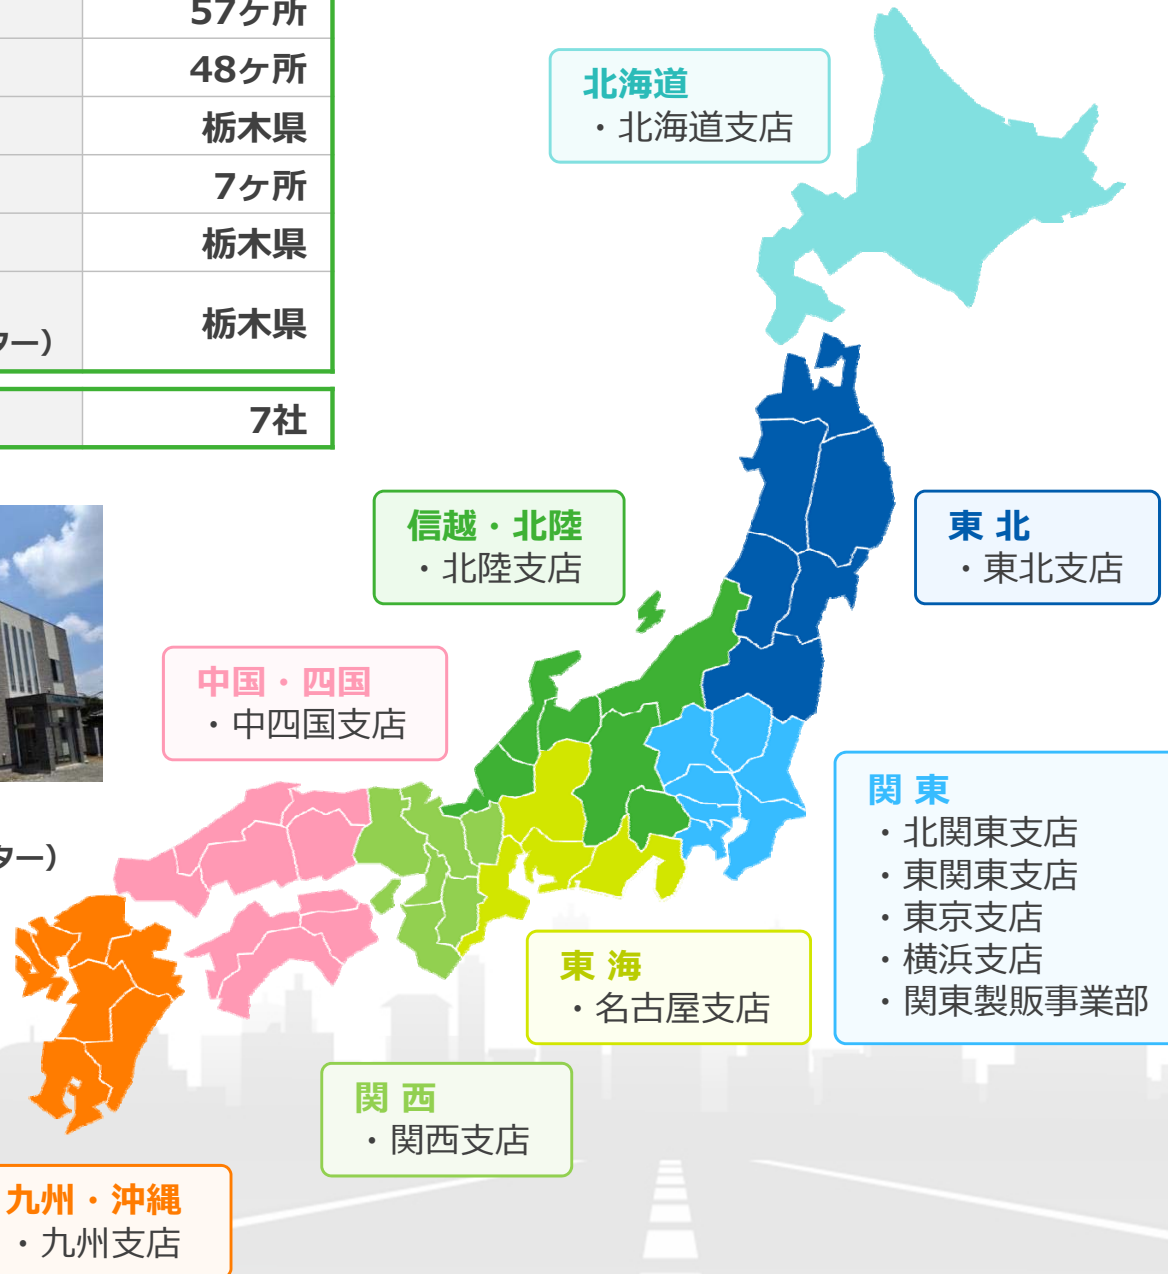 57ケ所
48ケ所
栃木県
7ケ所
栃木県
ター）
栃木県
7社
北海道
・北海道支店
信越・北陸
・北陸支店
東 北
・東北支店
中国・四国
・中四国支店
ター）
関 東
・北関東支店
・東関東支店
・東京支店
・横浜支店
・関東製販事業部
東 海
・名古屋支店
関 西
・関西支店
九州・沖縄
・九州支店